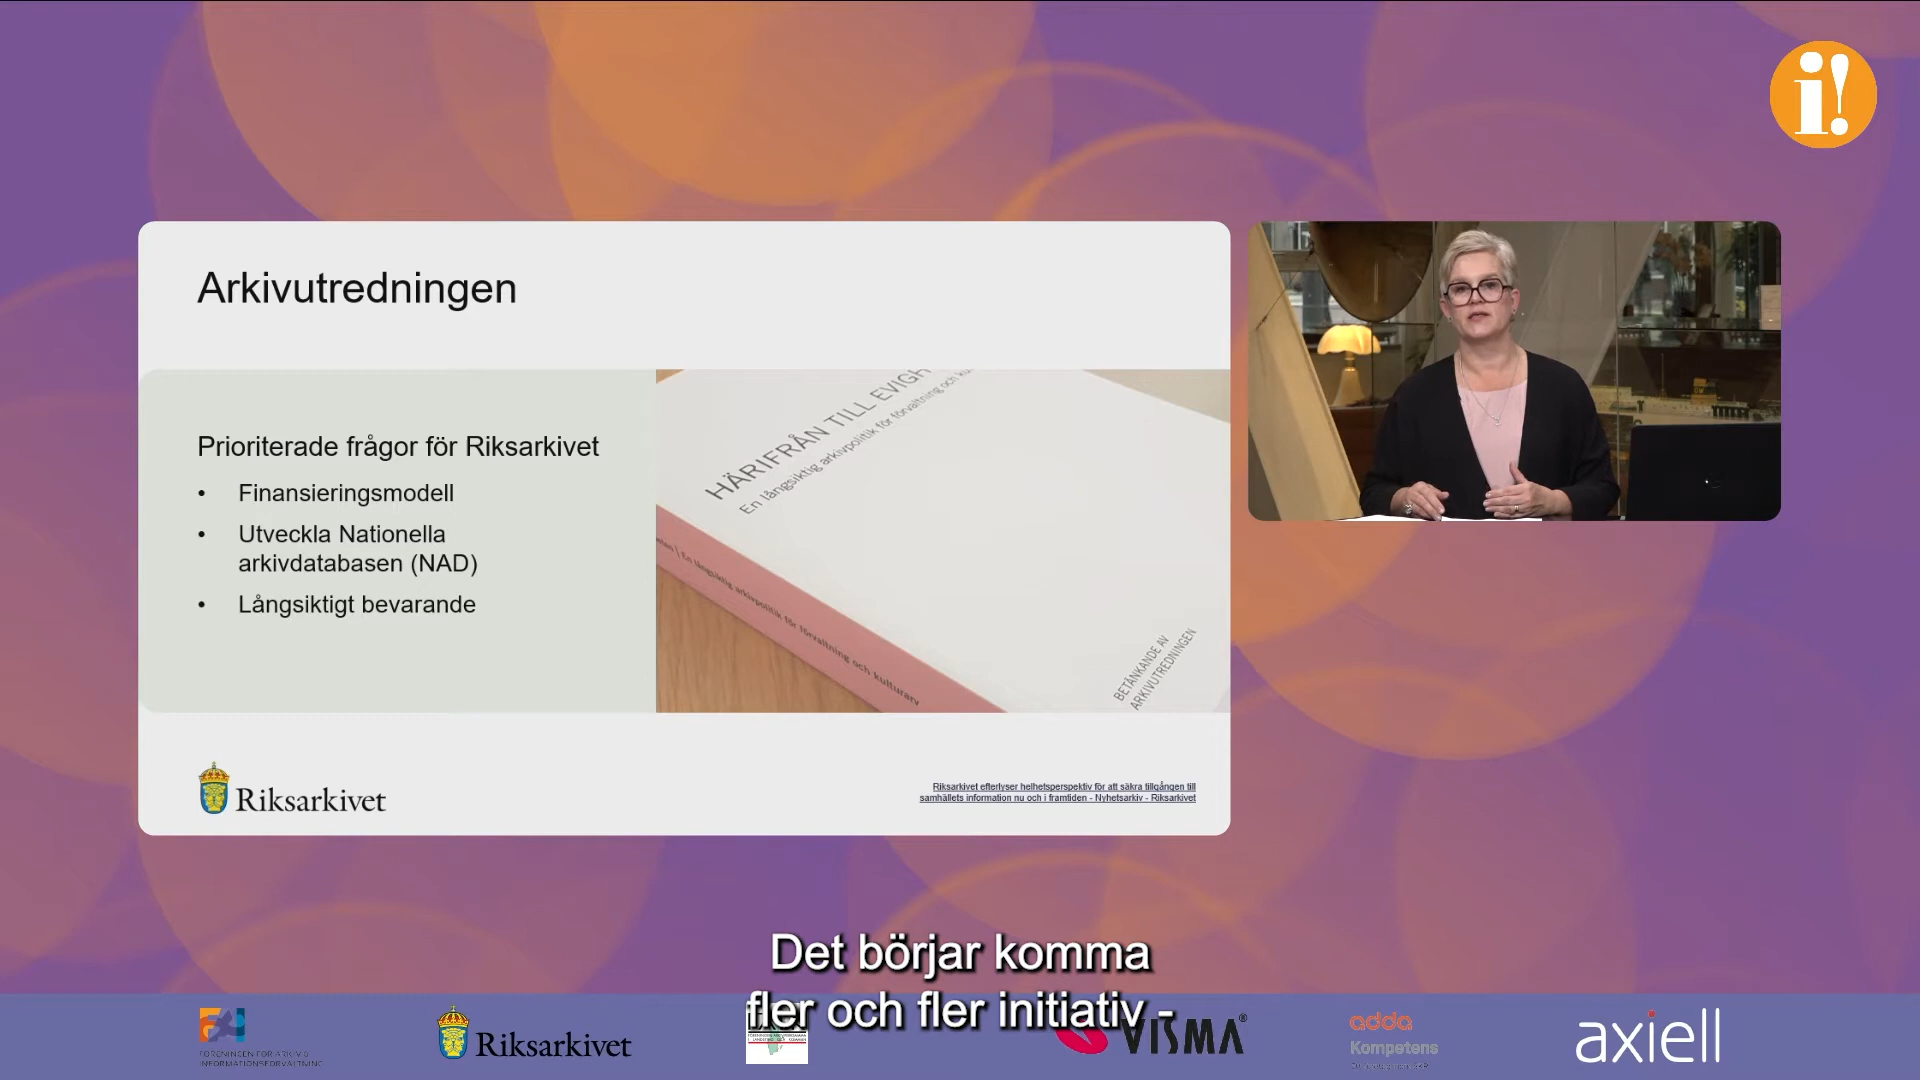 i!
Arkivutredningen
Prioriterade frågor för Riksarkivet
• Finansieringsmodell
• Utveckla Nationella
arkivdatabasen (NAD)
• Långsiktigt bevarande
HÄRIFRÅN TILL
En långsiktig arkivpolitik för förvaltning och
En långsiktig arkivpolitik för förvaltning och kulturarv
BETÄNKANDE AV
ARKIVUTREDNINGEN
Riksarkivet
Riksarkivet efterlyser helhetsperspektiv för att säkra tillgången till
samhällets information nu och i framtiden - Nyhetsarkiv - Riksarkivet
Det börjar komma
fler och fler initiativ -
FÖRENINGEN FÖR ARKIV &
INFORMATIONSFÖRVALTNING
Riksarkivet
VISMA®
adda
Kompetens
axiell